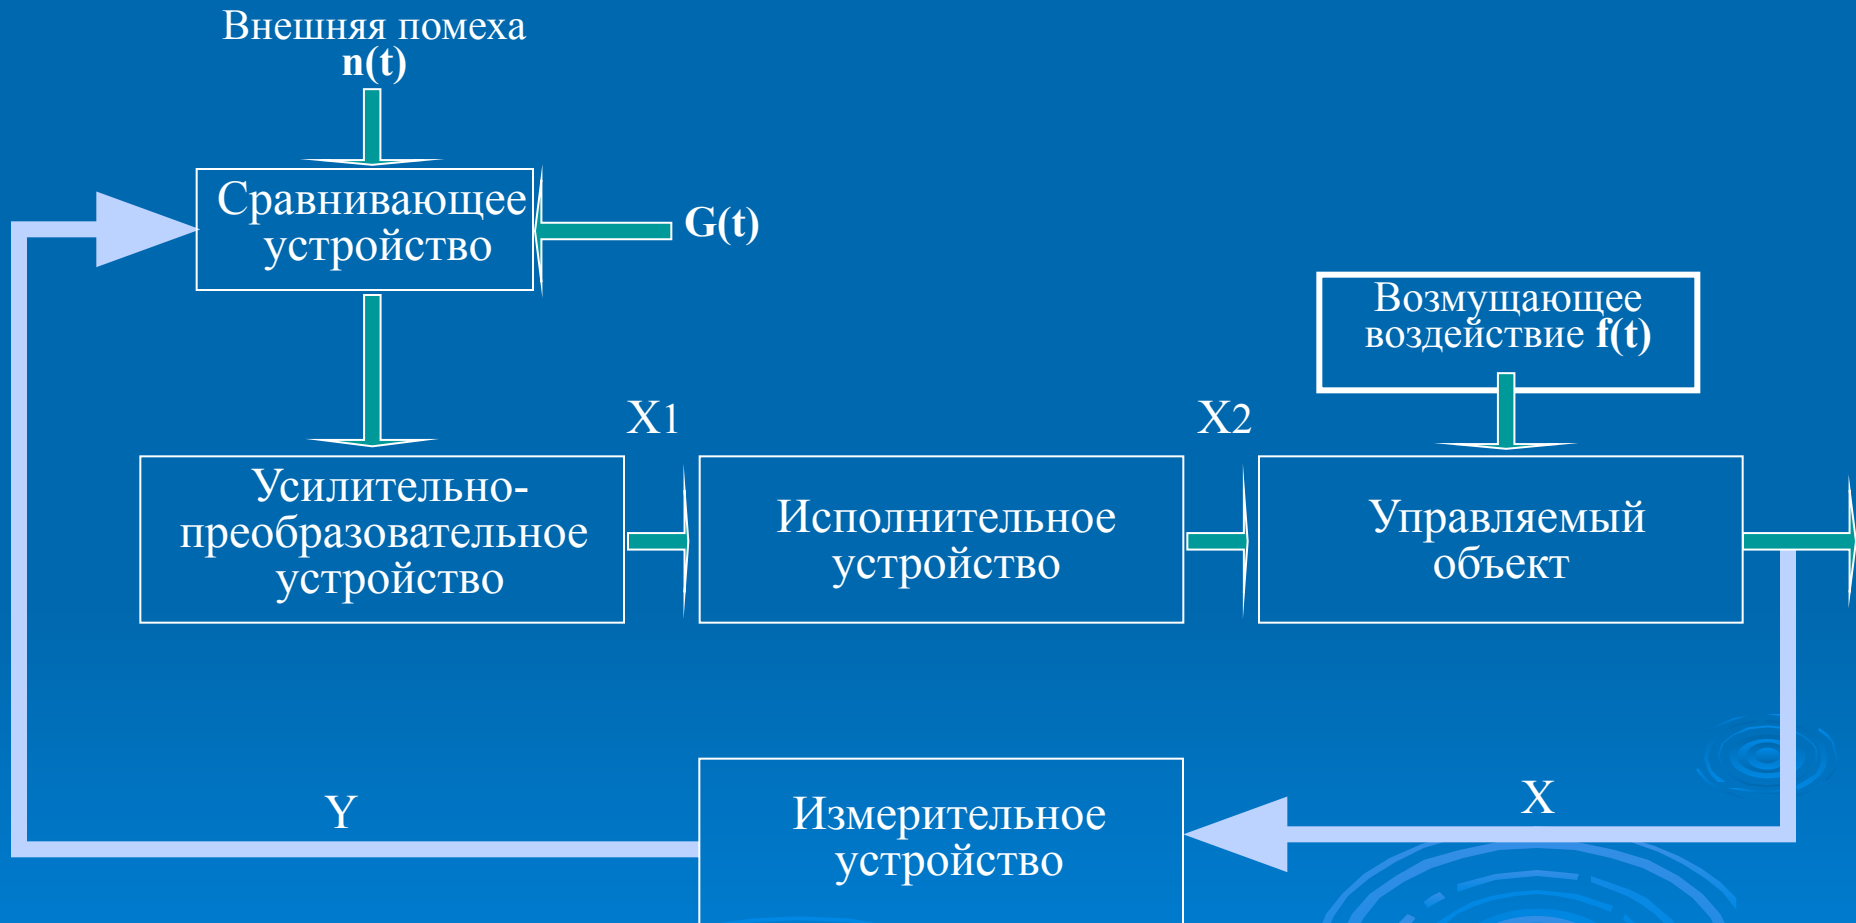 Внешняя помеха
n(t)
Сравнивающее
устройство
G(t)
Возмущающее
воздействие f(t)
X1
X2
Усилительно-
преобразовательное
устройство
Исполнительное
устройство
Управляемый
объект
Y
Измерительное
устройство
X